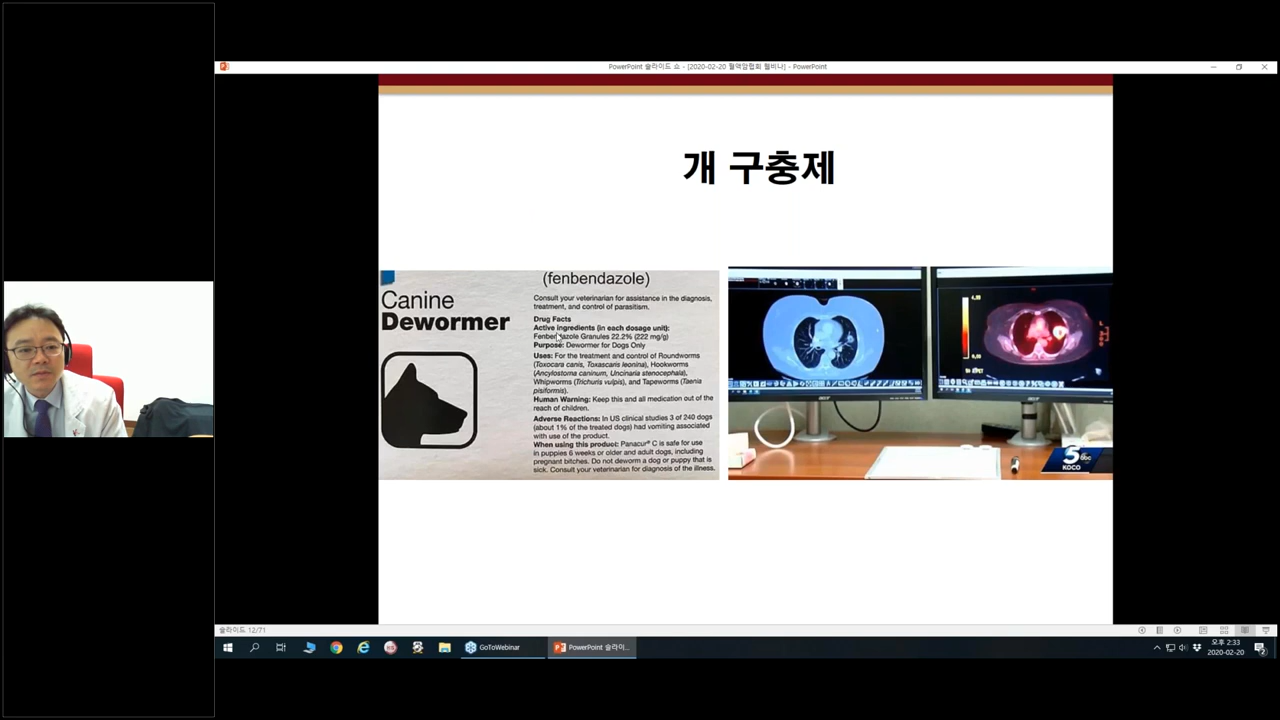 PowerPoint 슬라이드 쇼 - [2020-02-20 혈액암협회 웹비나] - PowerPoint
개 구충제
Canine
Dewormer
(fenbendazole)
Consult your veterinarian for assistance in the diagnosis,
treatment, and control of parasitism.
Drug Facts
Active ingredients (in each dosage unit):
Fenbendazole Granules 22.2% (222 mg/g)
Purpose: Dewormer for Dogs Only
Uses: For the treatment and control of Roundworms
(Toxocara canis, Toxascaris leonina), Hookworms
(Ancylostoma caninum, Uncinaria stenocephala),
Whipworms (Trichuris vulpis), and Tapeworms (Taenia
pisiformis).
Human Warning: Keep this and all medication out of the
reach of children.
Adverse Reactions: In US clinical studies 3 of 240 dogs
(about 1% of the treated dogs) had vomiting associated
with use of the product.
When using this product: Panacur® C is safe for use
in puppies 6 weeks or older and adult dogs, including
pregnant bitches. Do not deworm a dog or puppy that is
sick. Consult your veterinarian for diagnosis of the illness.
acer
acer
5 abc
KOCO
슬라이드 12/71
GoToWebinar
PowerPoint 슬라이...
오후 2:33
2020-02-20